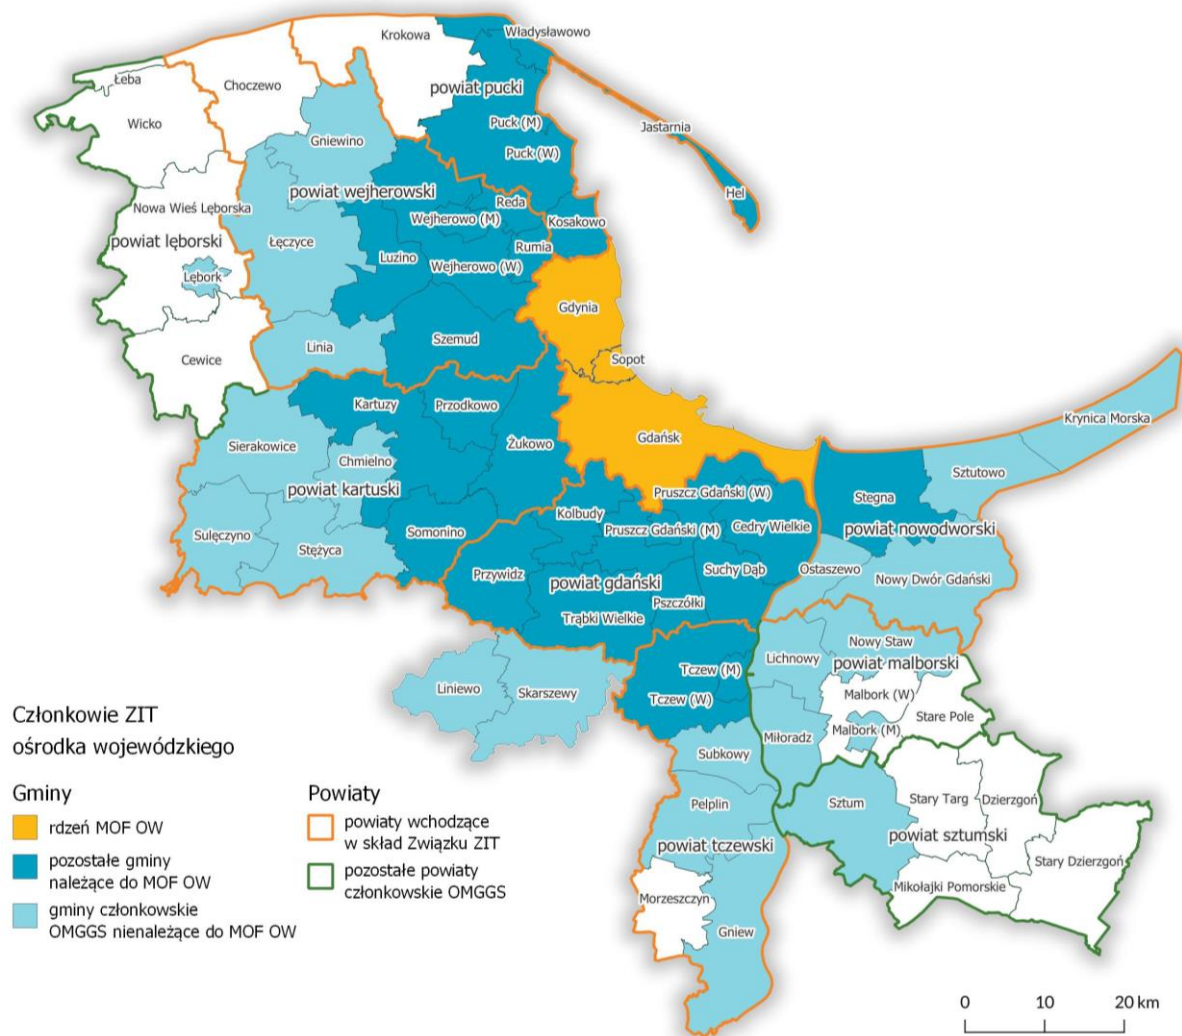 Krokowa
Władysławowo
Łeba
Choczewo
powiat pucki
Wicko
Puck (M)
Jastarnia
Gniewino
Puck (W)
powiat wejherowski
Hel
Nowa Wieś Lęborska
Reda
Wejherowo (M)
Kosakowo
powiat lęborski
Łęczyce
Rumia
Luzino
Wejherowo (W)
Lębork
Gdynia
Szemud
Linia
Cewice
Sopot
Kartuzy
Przodkowo
Krynica Morska
Sierakowice
Żukowo
Gdańsk
Chmielno
Sztutowo
powiat kartuski
Pruszcz Gdański (W)
Stegna
Kolbudy
Somonino
Pruszcz Gdański (M)
Cedry Wielkie
powiat nowodworski
Sulęczyno
Stężyca
Przywidz
powiat gdański
Suchy Dąb
Ostaszewo
Nowy Dwór Gdański
Pszczółki
Trąbki Wielkie
Nowy Staw
Lichnowy
powiat malborski
Tczew (M)
Liniewo
Skarszewy
Tczew (W)
Malbork (W)
Stare Pole
Miłoradz
Malbork (M)
Subkowy
Pelplin
Sztum
Stary Targ
Dzierzgoń
powiat tczewski
powiat sztumski
Stary Dzierzgoń
Mikołajki Pomorskie
Morzeszczyn
Gniew
Członkowie ZIT
ośrodka wojewódzkiego
Gminy
rdzeń MOF OW
pozostałe gminy
należące do MOF OW
gminy członkowskie
OMGGS nienależące do MOF OW
Powiaty
powiaty wchodzące
w skład Związku ZIT
pozostałe powiaty
członkowskie OMGGS
0 10 20 km